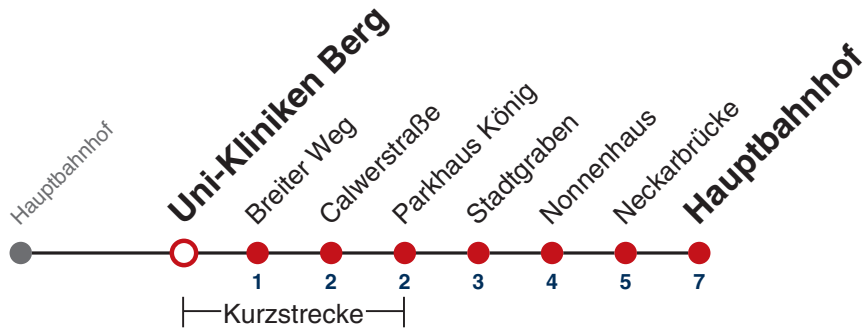 Hauptbahnhof
Uni-Kliniken Berg
Breiter Weg
Calwerstraße
Parkhaus König
Stadtgraben
Nonnenhaus
Neckarbrücke
Hauptbahnhof
1 2 2 3 4 5 7
Kurzstrecke